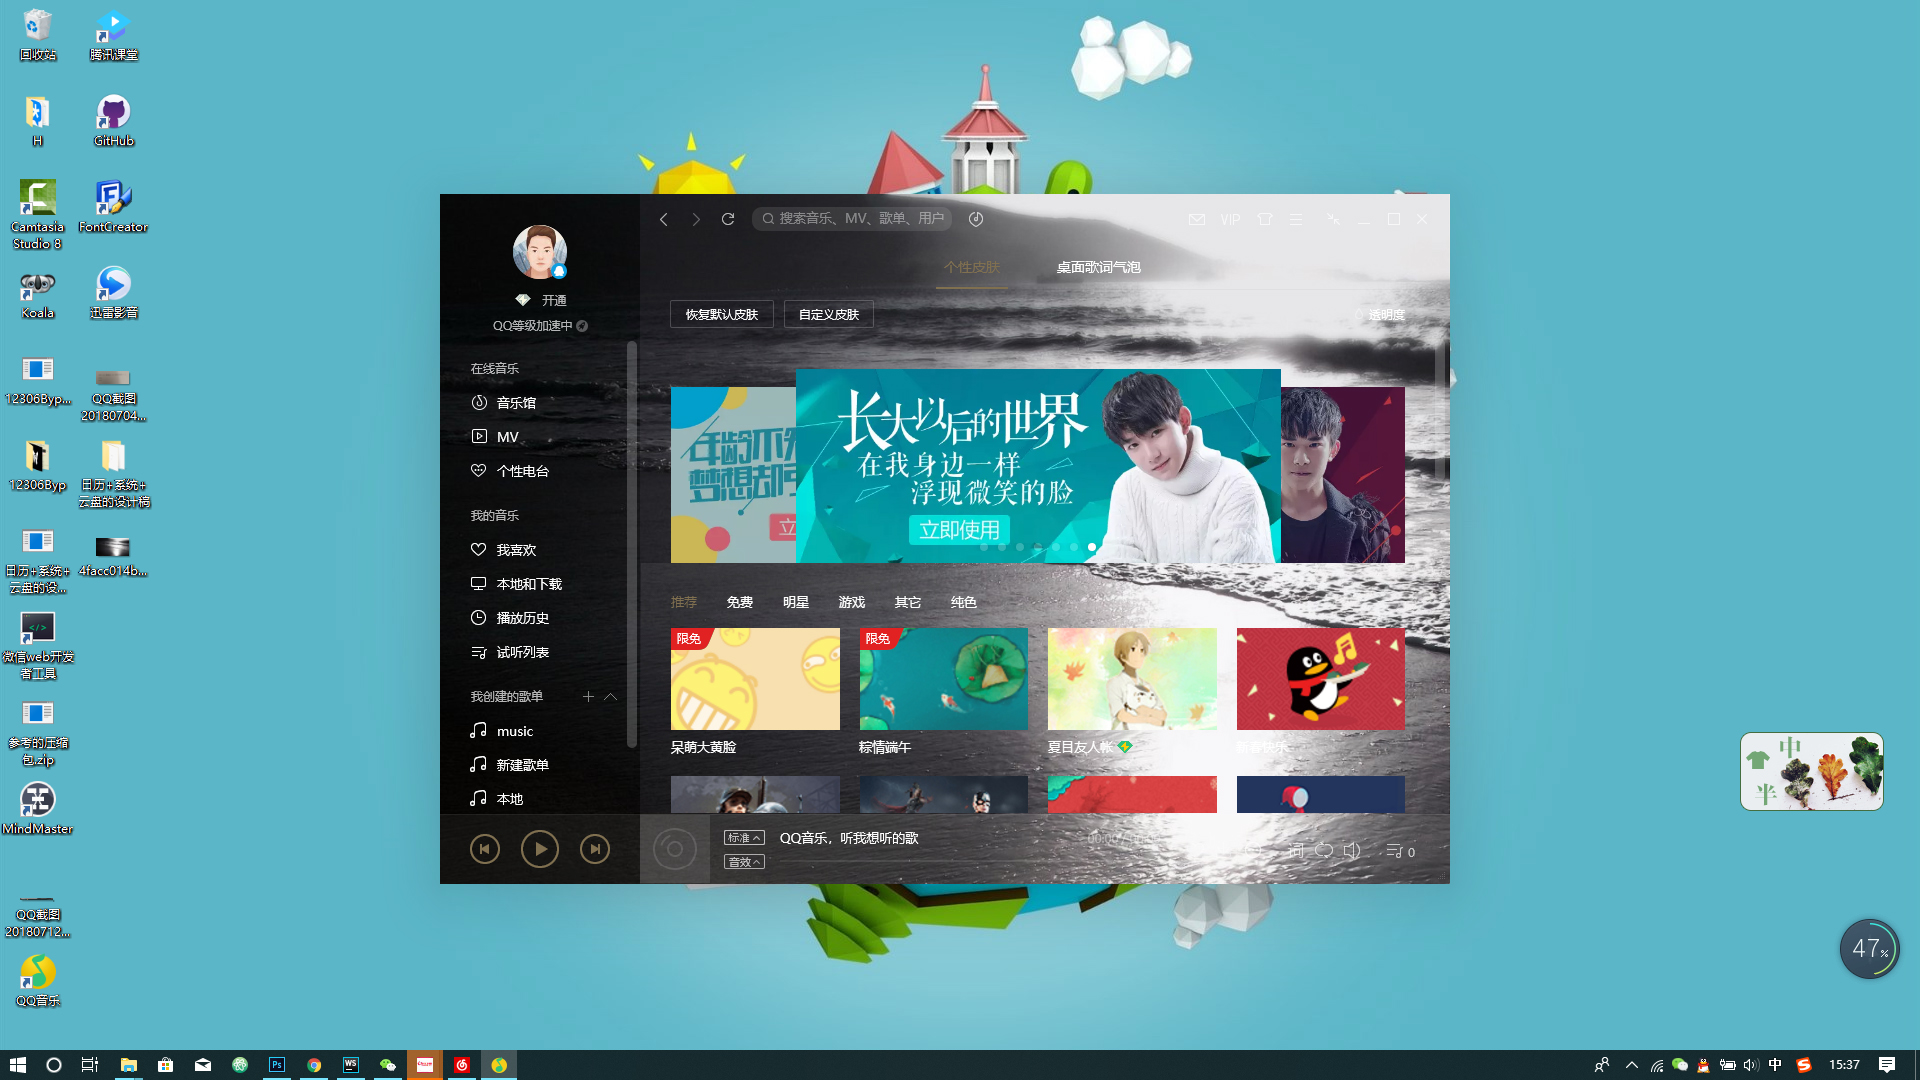 回收站
腾讯课堂
H
GitHub
Camtasia
Studio 8
FontCreator
Koala
迅雷影音
12306Byp...
QQ截图
20180704...
12306Byp
日历+系统+
云盘的设计稿
日历+系统+
云盘的设...
4facc014b...
微信web开发
者工具
参考的压缩
包.zip
MindMaster
QQ截图
20180712...
QQ音乐
开通
QQ等级加速中
在线音乐
音乐馆
MV
个性电台
我的音乐
我喜欢
本地和下载
播放历史
试听列表
我创建的歌单
music
新建歌单
本地
搜索音乐、MV、歌单、用户
VIP
个性皮肤
桌面歌词气泡
恢复默认皮肤
自定义皮肤
透明度
年龄不
梦想却
立
长大以后的世界
在我身边一样
浮现微笑的脸
立即使用
推荐
免费
明星
游戏
其它
纯色
限免
限免
呆萌大黄脸
粽情端午
夏目友人帐
新春快乐
标准
QQ音乐，听我想听的歌
音效
00:00
词
0
中
半
47%
Ps
WS
中
15:37